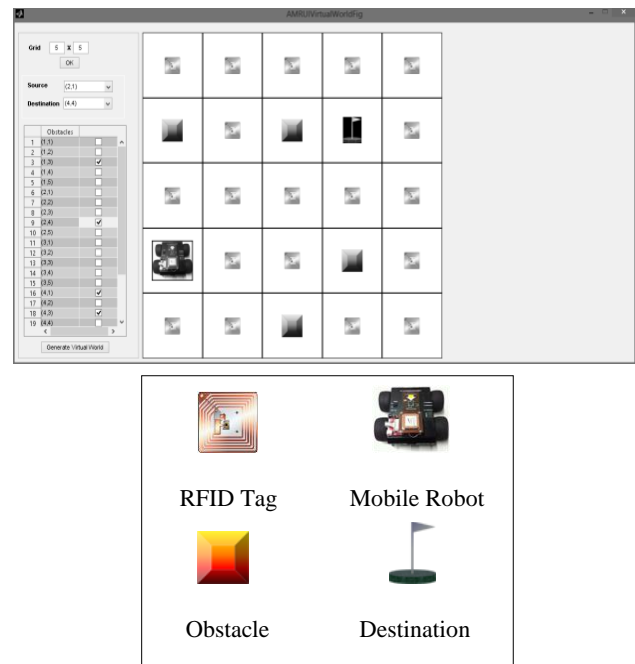 AMRUIVirtualWorldFig
Grid 5 X 5
OK
Source (2,1)
Destination (4,4)
Obstacles
1 (1,1)
2 (1,2)
3 (1,3)
4 (1,4)
5 (1,5)
6 (2,1)
7 (2,2)
8 (2,3)
9 (2,4)
10 (2,5)
11 (3,1)
12 (3,2)
13 (3,3)
14 (3,4)
15 (3,5)
16 (4,1)
17 (4,2)
18 (4,3)
19 (4,4)
Generate Virtual World
RFID Tag Mobile Robot
Obstacle Destination